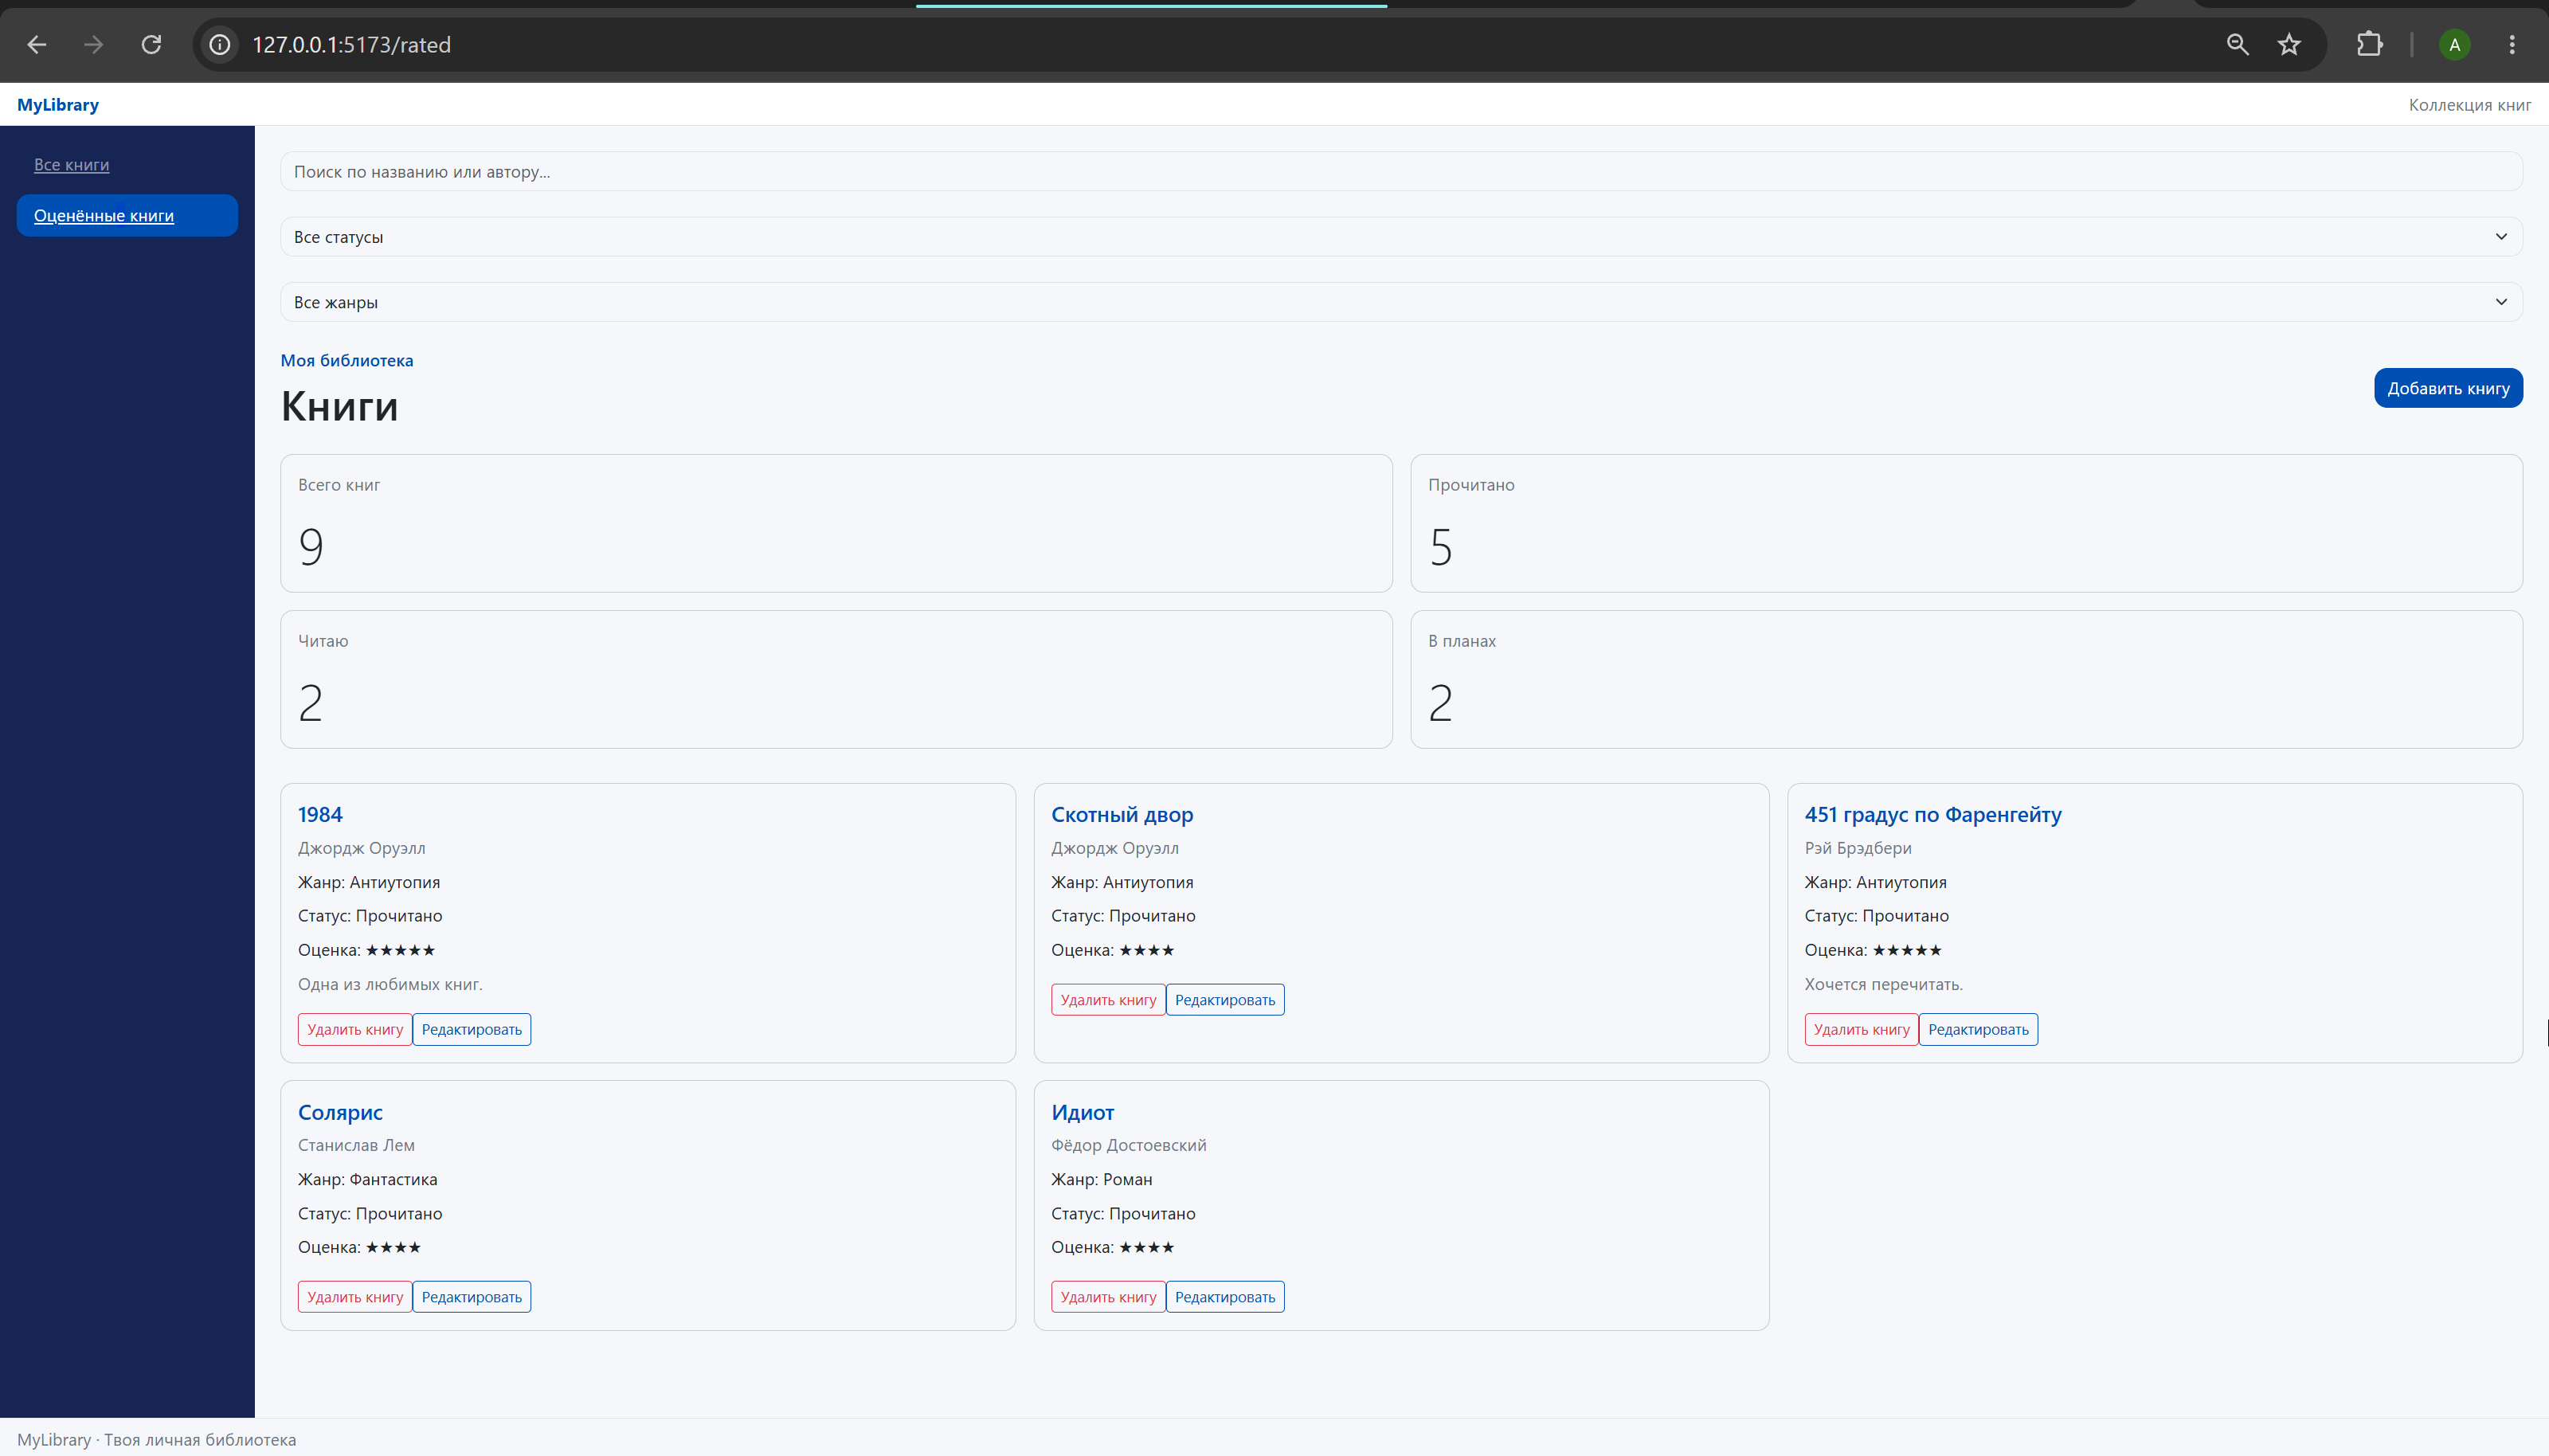 127.0.0.1:5173/rated
A
MyLibrary
Коллекция книг
Все книги
Оценённые книги
Поиск по названию или автору...
Все статусы
Все жанры
Моя библиотека
Книги
Добавить книгу
Всего книг
9
Прочитано
5
Читаю
2
В планах
2
1984
Джордж Оруэлл
Жанр: Антиутопия
Статус: Прочитано
Оценка: ★★★★★
Одна из любимых книг.
Удалить книгу Редактировать
Скотный двор
Джордж Оруэлл
Жанр: Антиутопия
Статус: Прочитано
Оценка: ★★★★
Удалить книгу Редактировать
451 градус по Фаренгейту
Рэй Брэдбери
Жанр: Антиутопия
Статус: Прочитано
Оценка: ★★★★★
Хочется перечитать.
Удалить книгу Редактировать
Солярис
Станислав Лем
Жанр: Фантастика
Статус: Прочитано
Оценка: ★★★★
Удалить книгу Редактировать
Идиот
Фёдор Достоевский
Жанр: Роман
Статус: Прочитано
Оценка: ★★★★
Удалить книгу Редактировать
MyLibrary · Твоя личная библиотека